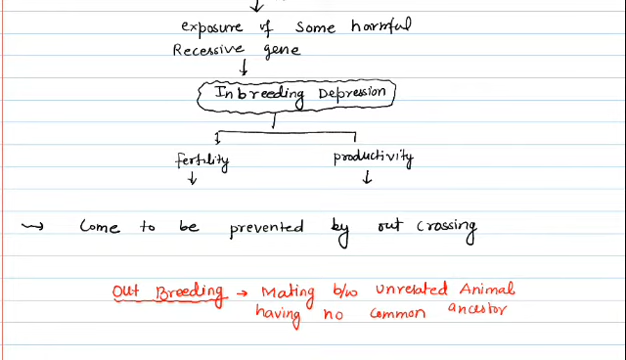 ↓
exposure of some harmful
Recessive gene
↓
Inbreeding Depression
fertility ↓ productivity ↓
⇝ Come to be prevented by out crossing
Out Breeding → Mating b/w unrelated Animal
having no common ancestor